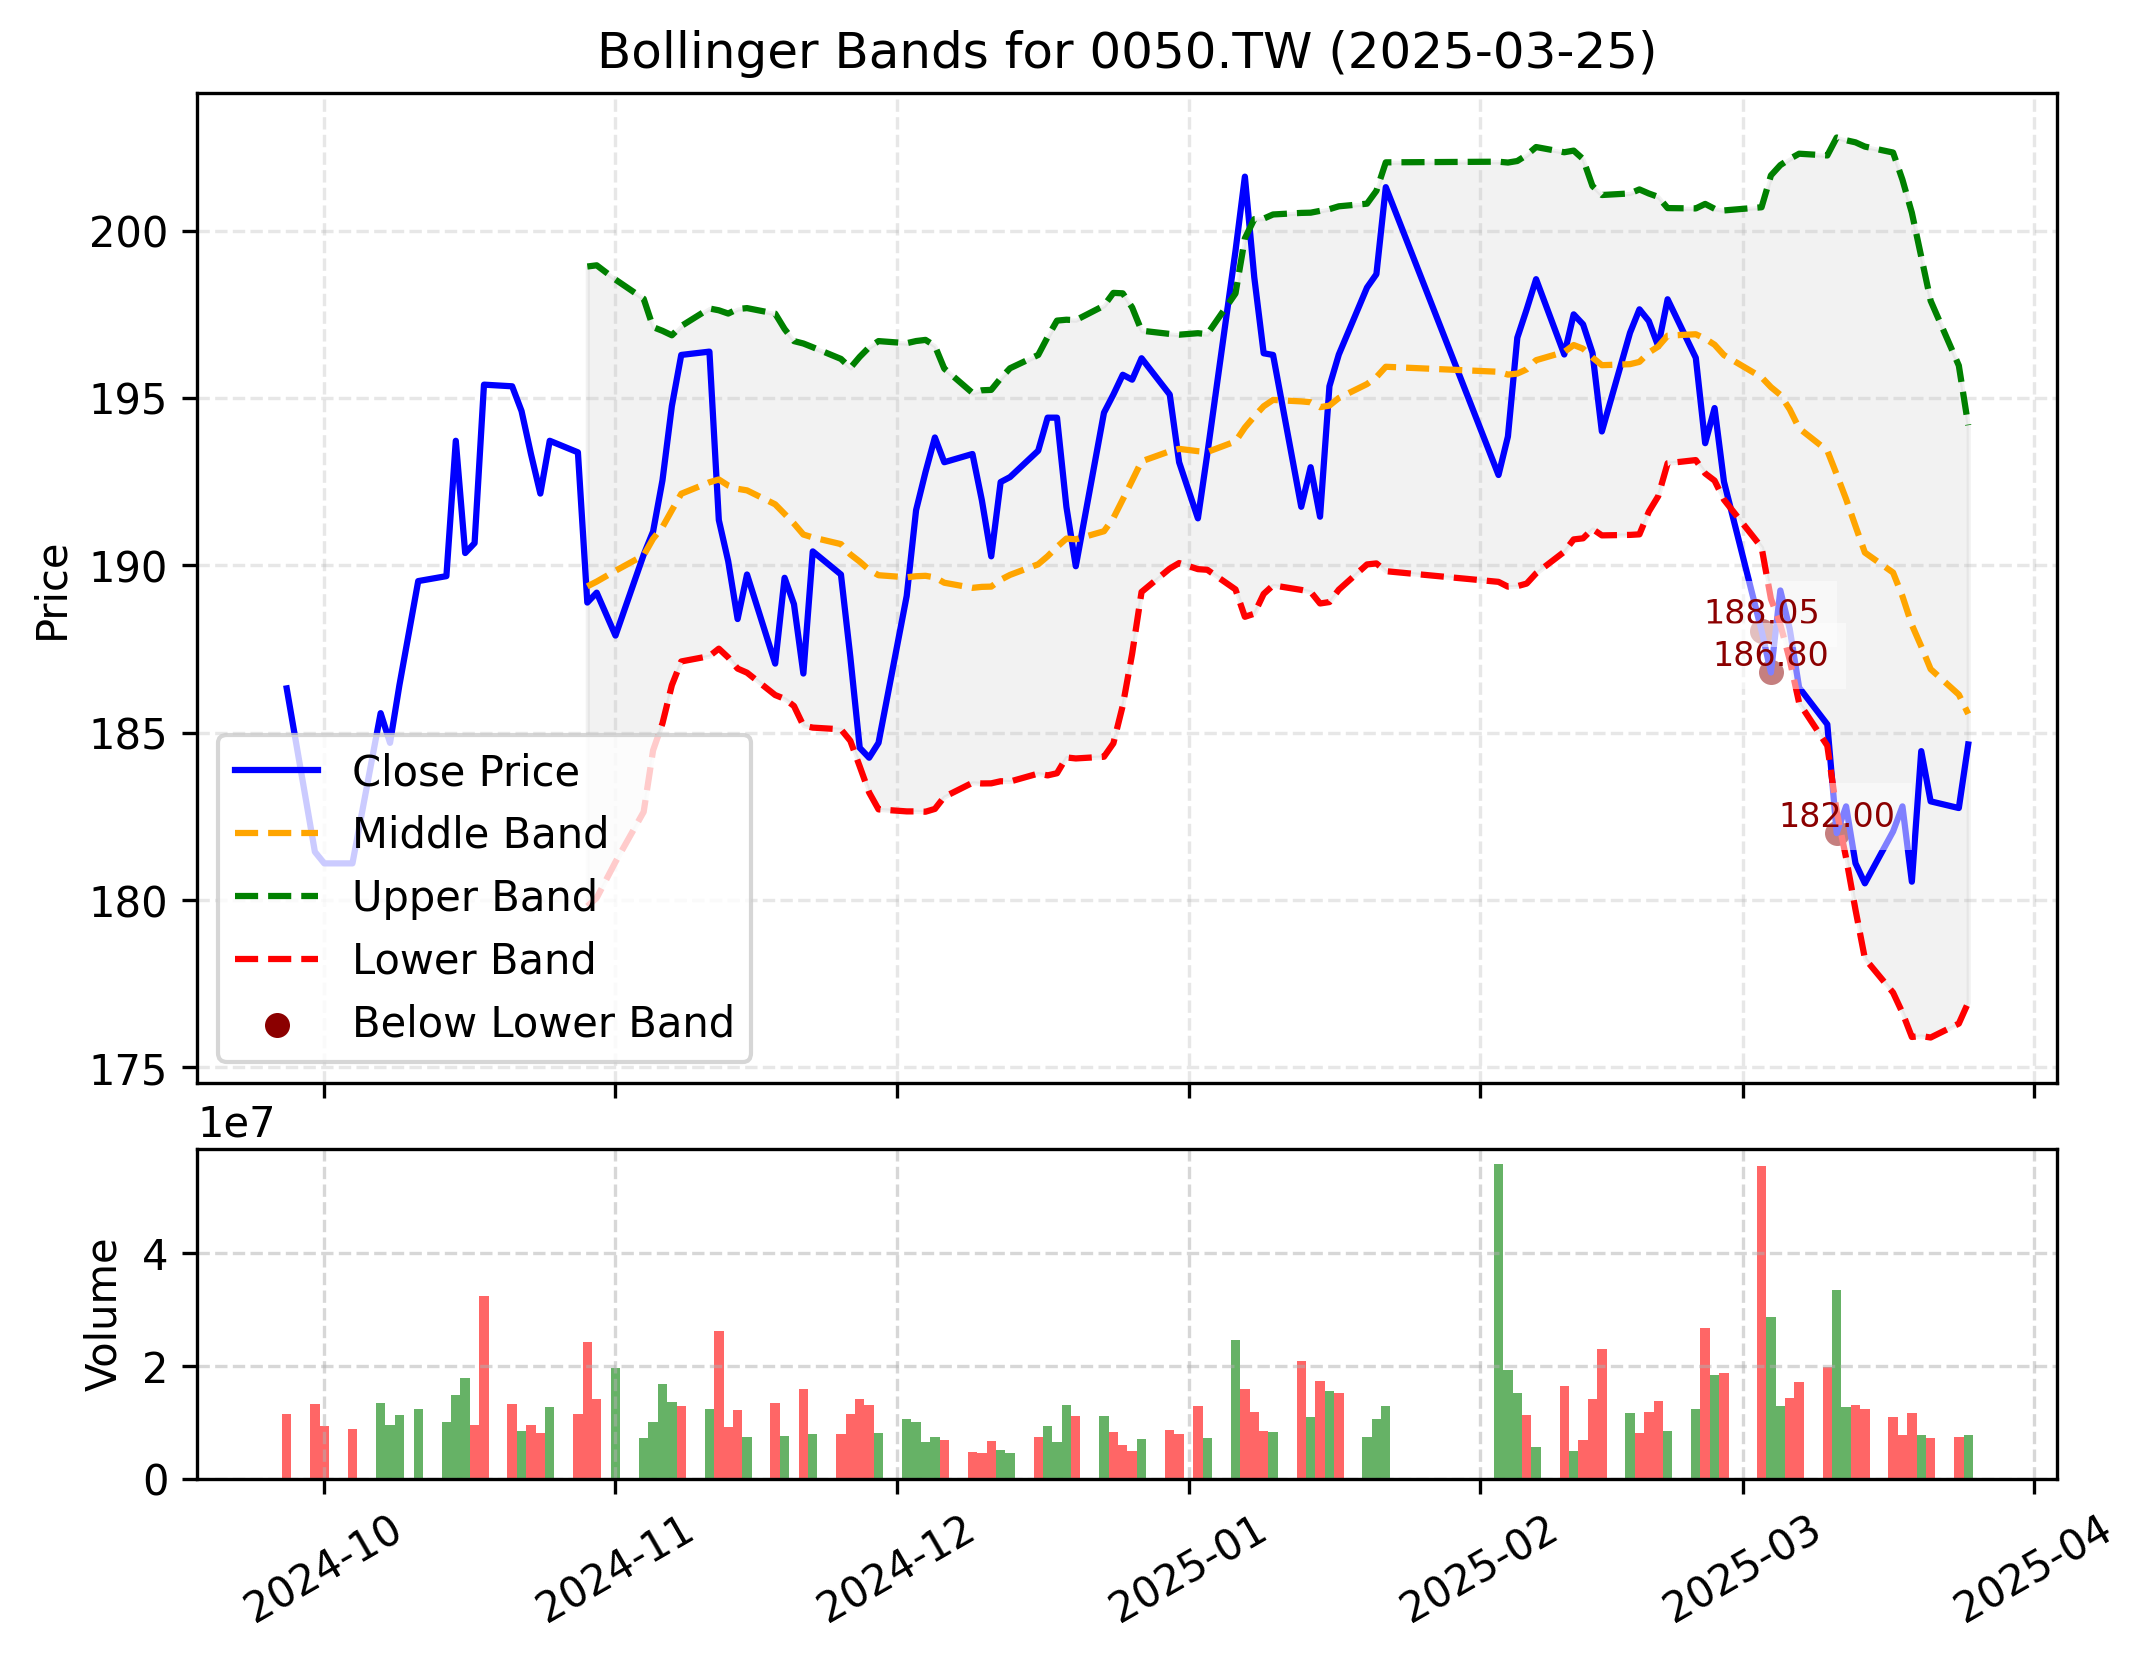 Bollinger Bands for 0050.TW (2025-03-25)
Price
200
195
190
185
180
175
188.05
186.80
182.00
Close Price
Middle Band
Upper Band
Lower Band
Below Lower Band
1e7
Volume
4
2
0
2024-10
2024-11
2024-12
2025-01
2025-02
2025-03
2025-04